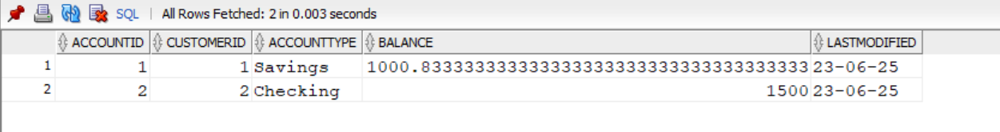 SQL | All Rows Fetched: 2 in 0.003 seconds
ACCOUNTID CUSTOMERID ACCOUNTTYPE BALANCE LASTMODIFIED
1 1 1 Savings 1000.833333333333333333333333333333333333 23-06-25
2 2 2 Checking 1500 23-06-25